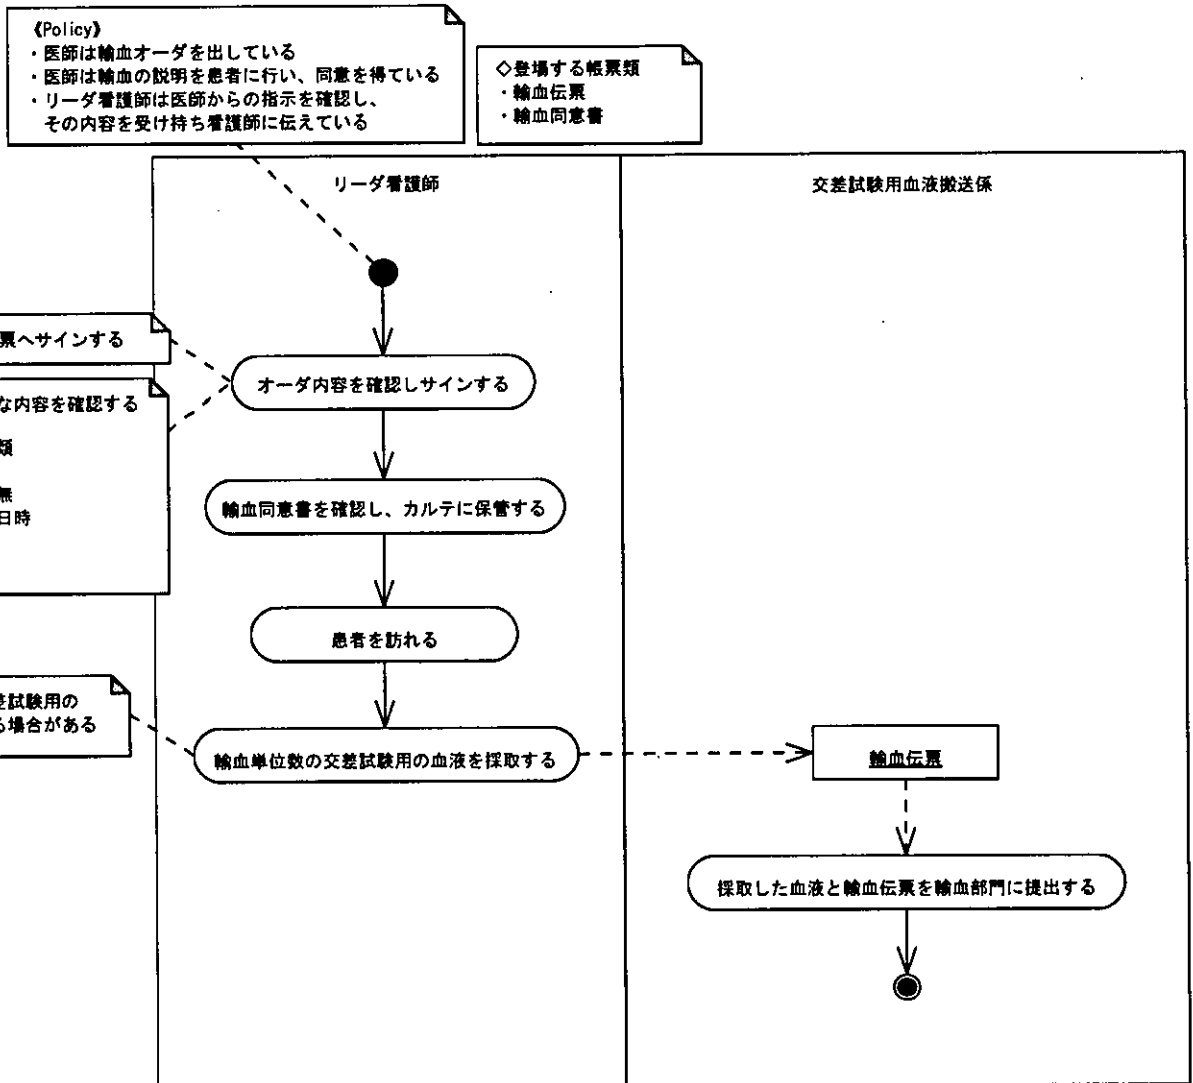 《Policy》
・医師は輸血オーダを出している
・医師は輸血の説明を患者に行い、同意を得ている
・リーダ看護師は医師からの指示を確認し、
その内容を受け持ち看護師に伝えている
◇登場する帳票類
・輸血伝票
・輸血同意書
リーダ看護師
交差試験用血液搬送係
票へサインする
オーダ内容を確認しサインする
な内容を確認する
類
無
日時
輸血同意書を確認し、カルテに保管する
患者を訪れる
差試験用の
る場合がある
輸血単位数の交差試験用の血液を採取する
輸血伝票
採取した血液と輸血伝票を輸血部門に提出する